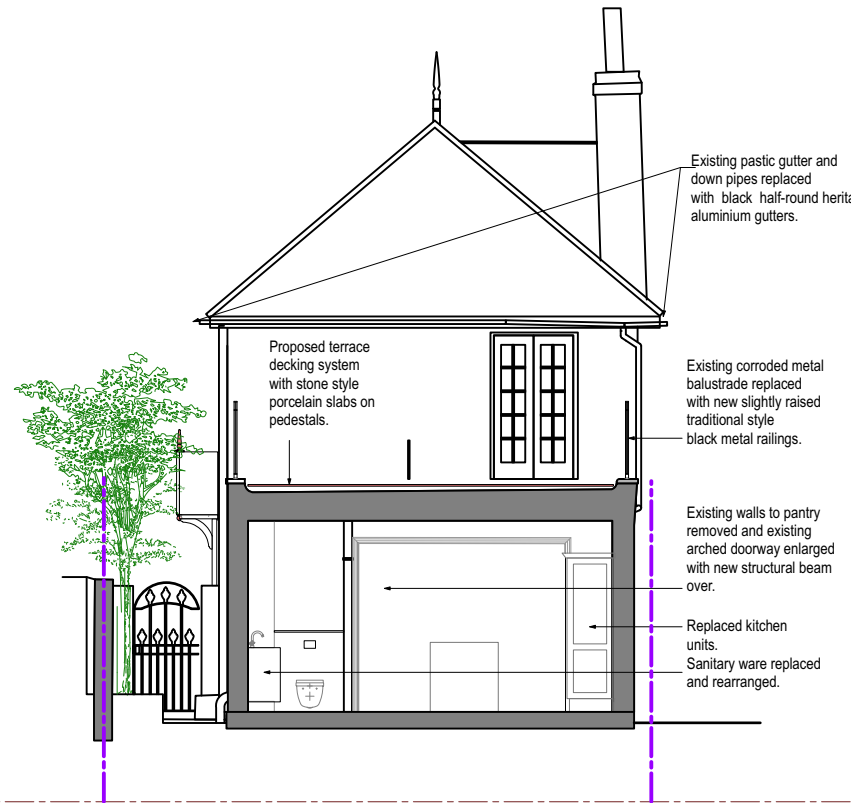 Existing pastic gutter and
down pipes replaced
with black half-round herita
aluminium gutters.
Proposed terrace
decking system
with stone style
porcelain slabs on
pedestals.
Existing corroded metal
balustrade replaced
with new slightly raised
traditional style
black metal railings.
Existing walls to pantry
removed and existing
arched doorway enlarged
with new structural beam
over.
Replaced kitchen
units.
Sanitary ware replaced
and rearranged.